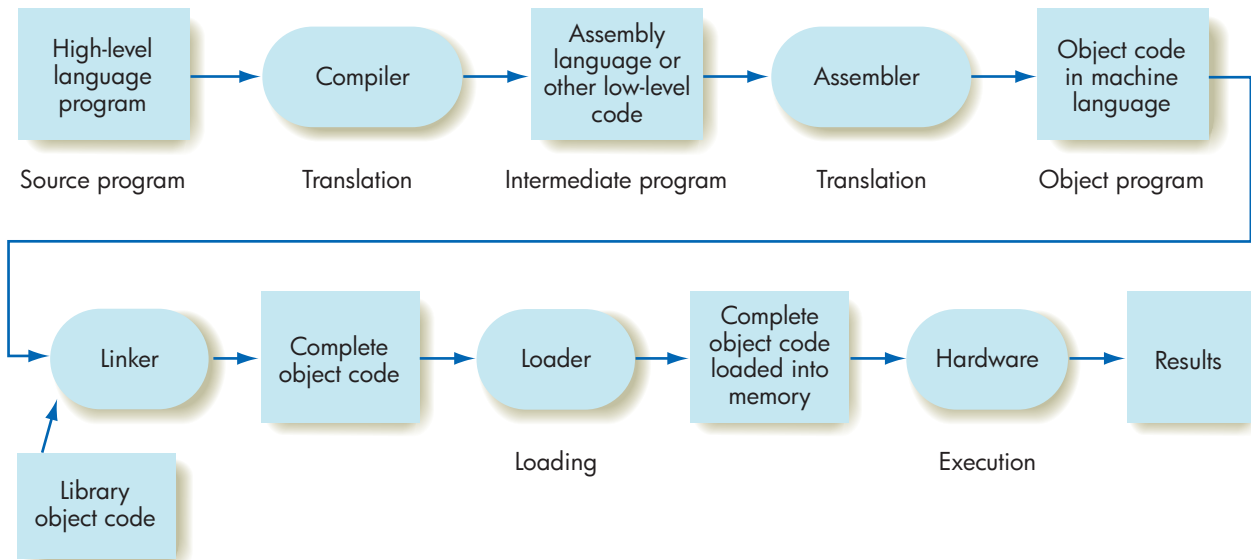 High-level
language
program
Compiler
Assembly
language or
other low-level
code
Assembler
Object code
in machine
language
Source program
Translation
Intermediate program
Translation
Object program
Linker
Complete
object code
Loader
Complete
object code
loaded into
memory
Hardware
Results
Loading
Execution
Library
object code